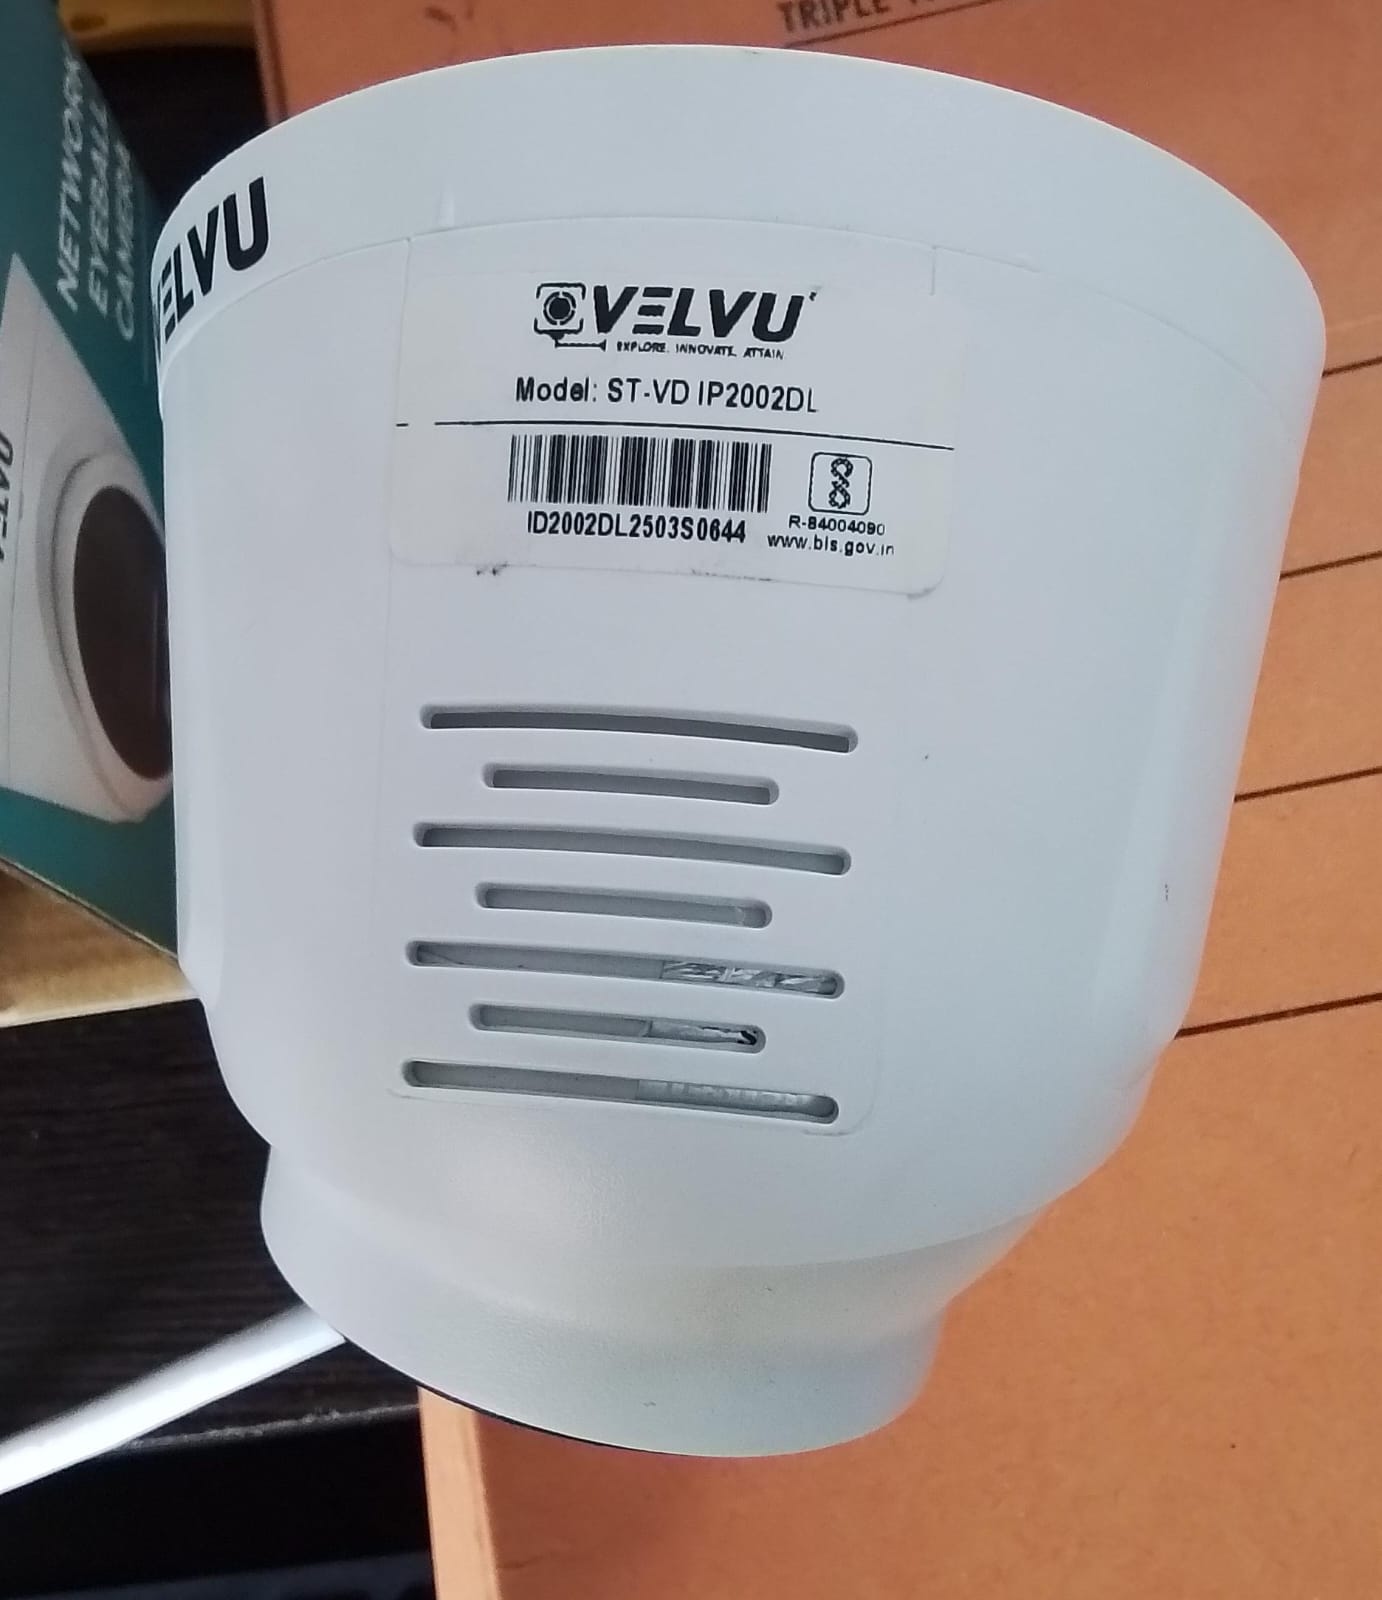 TRIPLE
NETWORK
EYEBALL
CAMERA
VELVU
VELVU
EXPLORE. INNOVATE. ATTAIN.
Model: ST-VD IP2002DL
ID2002DL2503S0644
R-84004090
www.bis.gov.in